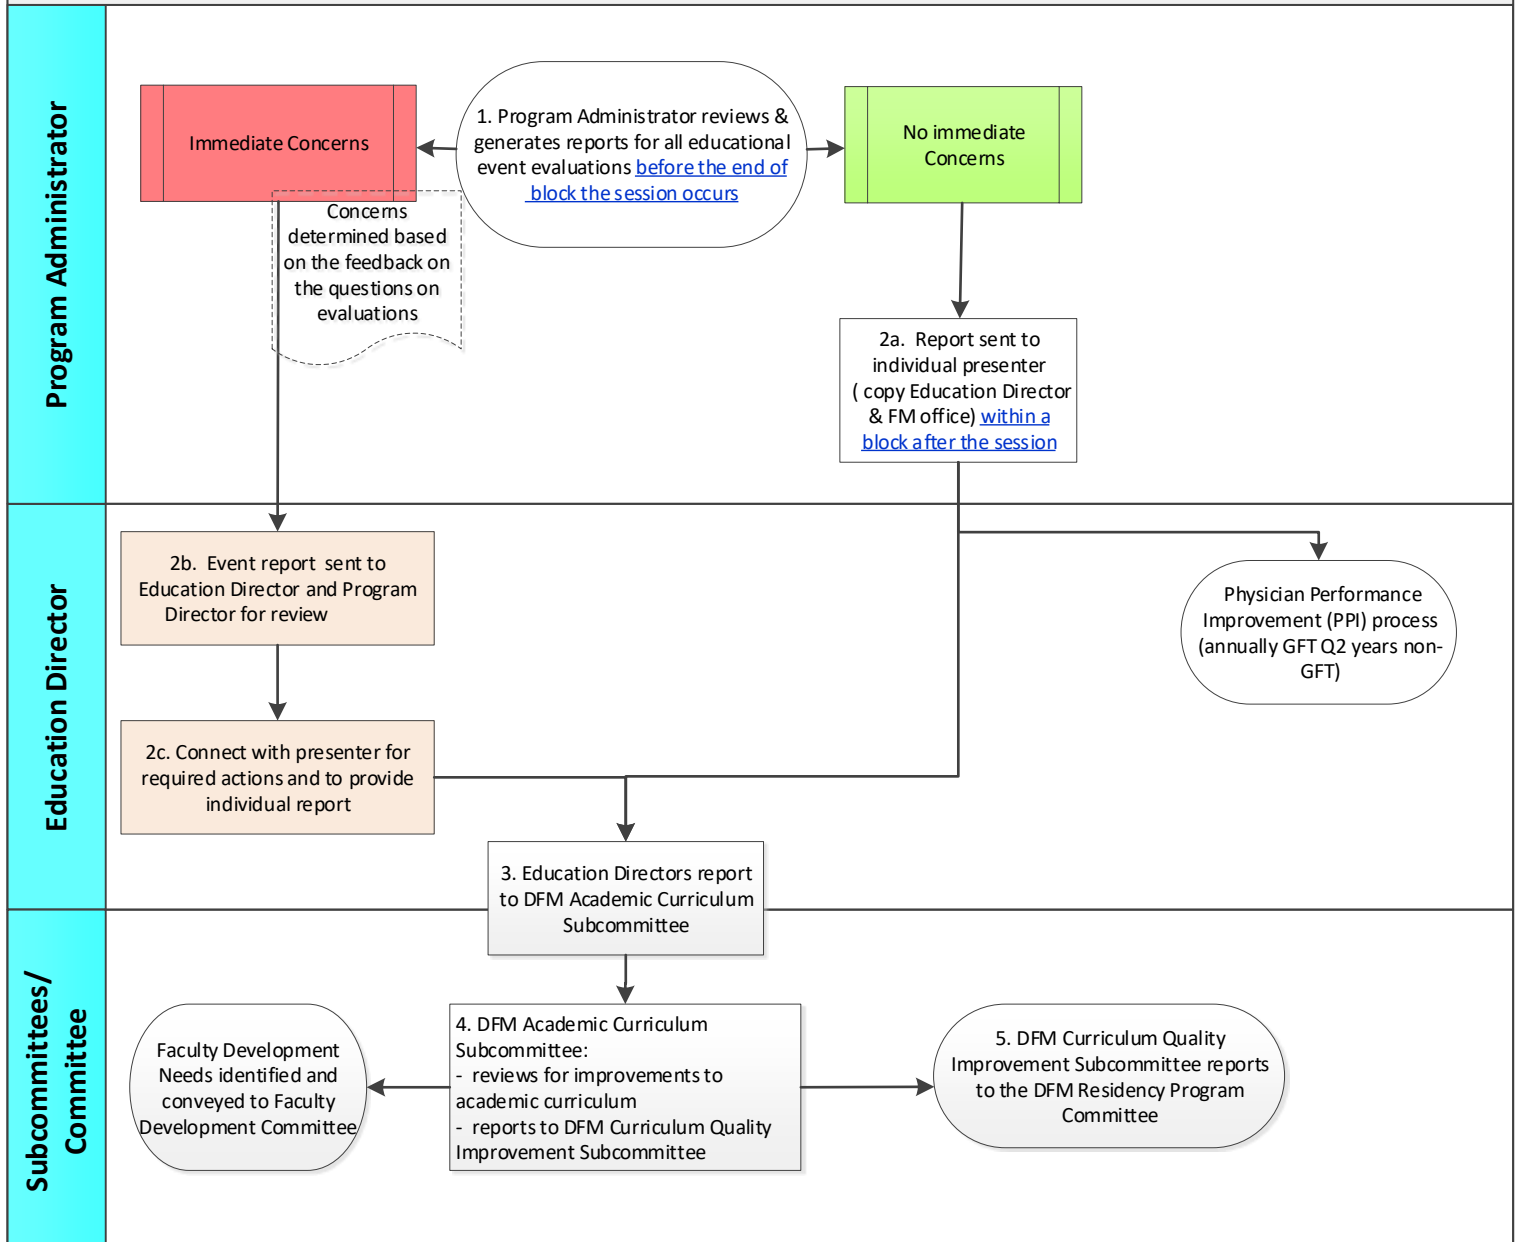 Program Administrator
Immediate Concerns
1. Program Administrator reviews &
generates reports for all educational
event evaluations before the end of
block the session occurs
No immediate
Concerns
Concerns
determined based
on the feedback on
the questions on
evaluations
2a. Report sent to
individual presenter
( copy Education Director
& FM office) within a
block after the session
Education Director
2b. Event report sent to
Education Director and Program
Director for review
Physician Performance
Improvement (PPI) process
(annually GFT Q2 years non-
GFT)
2c. Connect with presenter for
required actions and to provide
individual report
3. Education Directors report
to DFM Academic Curriculum
Subcommittee
Subcommittees/
Committee
Faculty Development
Needs identified and
conveyed to Faculty
Development Committee
4. DFM Academic Curriculum
Subcommittee:
- reviews for improvements to
academic curriculum
- reports to DFM Curriculum Quality
Improvement Subcommittee
5. DFM Curriculum Quality
Improvement Subcommittee reports
to the DFM Residency Program
Committee